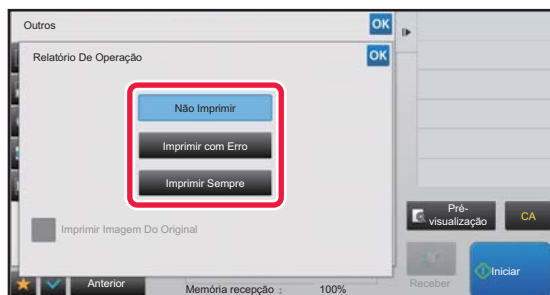 Outros
OK
Relatório De Operação
OK
Não Imprimir
Imprimir com Erro
Imprimir Sempre
Imprimir Imagem Do Original
Pré-
visualização
CA
Anterior
Memória recepção :
100%
Receber
Iniciar